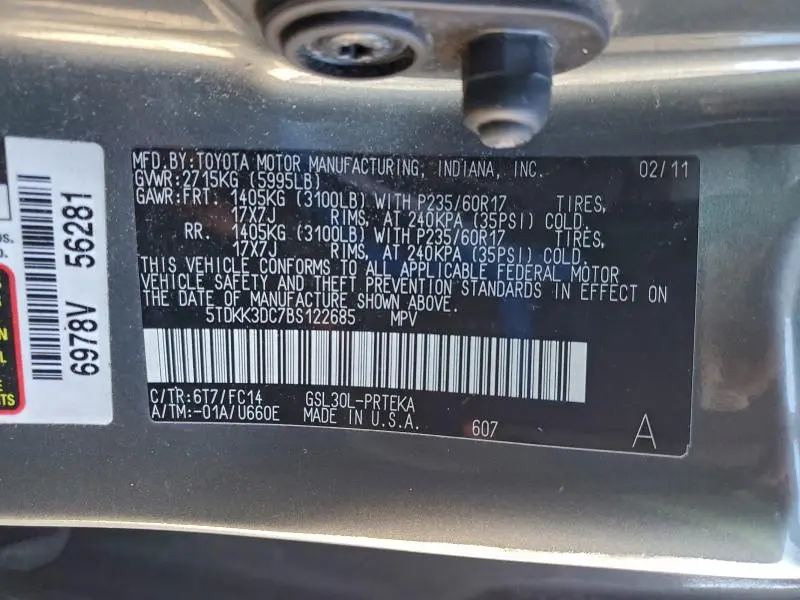 MFD. BY: TOYOTA MOTOR MANUFACTURING, INDIANA, INC. 02/11
GVWR: 2715KG (5995LB)
GAWR: FRT. 1405KG (3100LB) WITH P235/60R17 TIRES,
17X7J RIMS, AT 240KPA (35PSI) COLD.
RR. 1405KG (3100LB) WITH P235/60R17 TIRES,
17X7J RIMS, AT 240KPA (35PSI) COLD.
THIS VEHICLE CONFORMS TO ALL APPLICABLE FEDERAL MOTOR
VEHICLE SAFETY AND THEFT PREVENTION STANDARDS IN EFFECT ON
THE DATE OF MANUFACTURE SHOWN ABOVE.
5TDKK3DC7BS122685 MPV
C/TR: 6T7/FC14 GSL30L-PRTEKA
A/TM: -01A/U660E MADE IN U.S.A.
607
A
6978V 56281